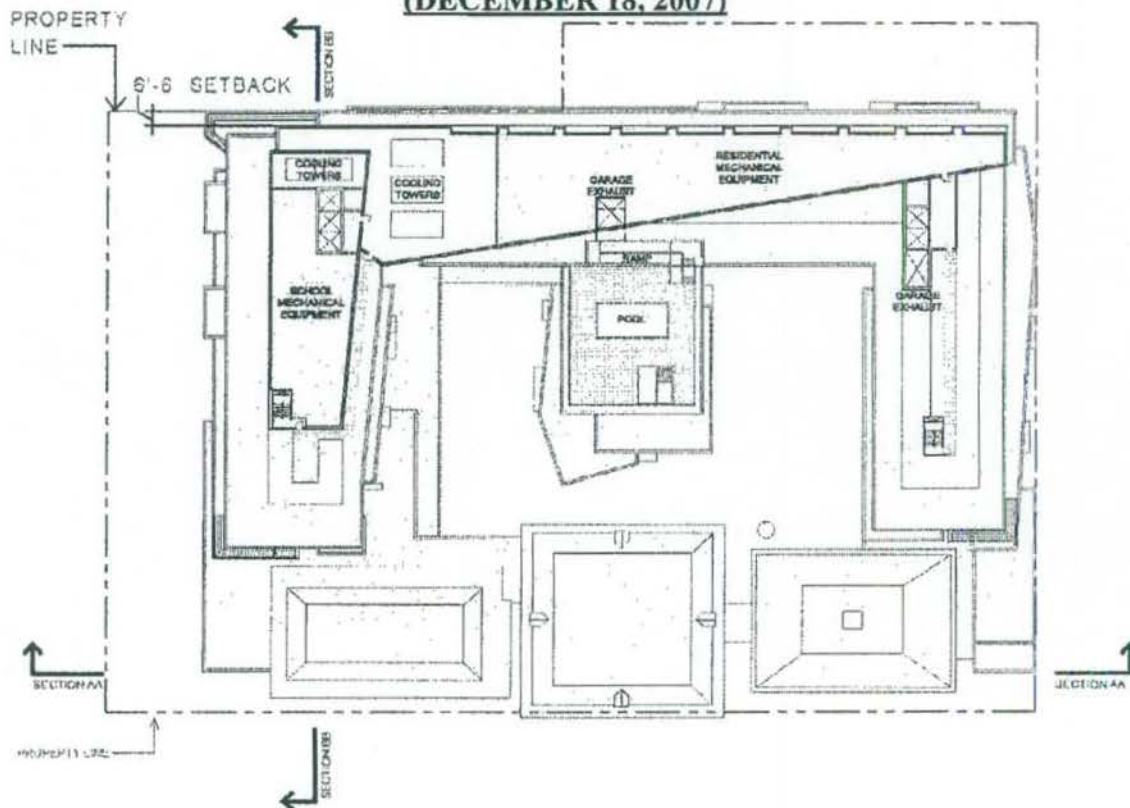 (DECEMBER 18, 2007)
PROPERTY
LINE
6'-6 SETBACK
SECTION BB
COOLING
TOWERS
COOLING
TOWERS
GARAGE
EXHAUST
RESIDENTIAL
MECHANICAL
EQUIPMENT
RAMP
SCHOOL
MECHANICAL
EQUIPMENT
POOL
GARAGE
EXHAUST
SECTION AA
SECTION AA
PROPERTY LINE
SECTION BB